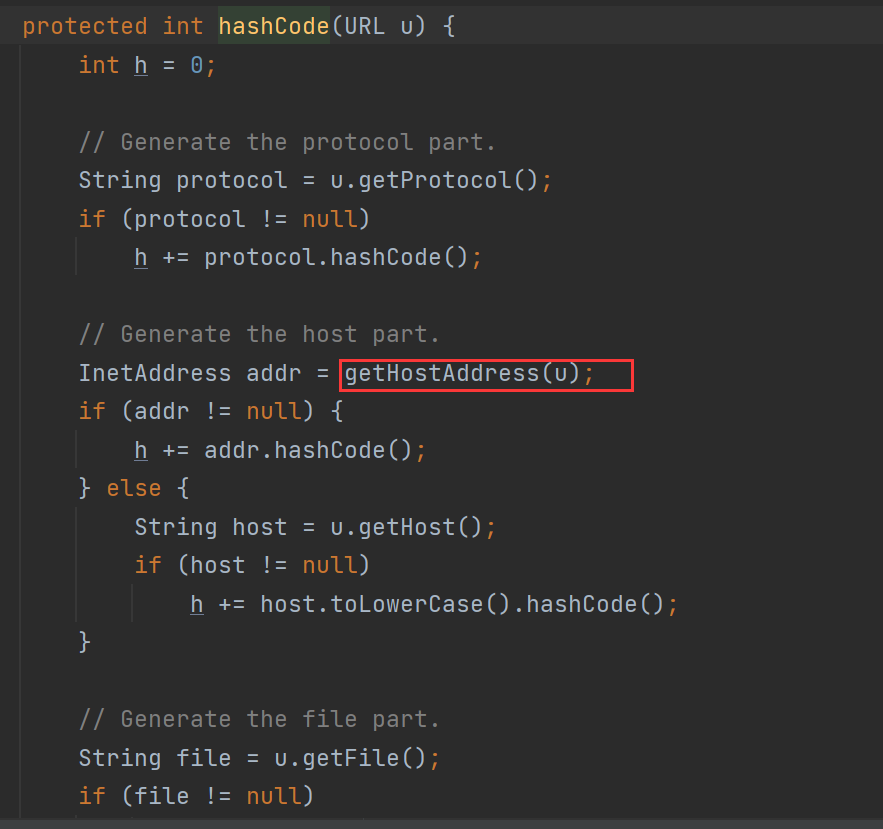 protected int hashCode(URL u) {
int h = 0;
// Generate the protocol part.
String protocol = u.getProtocol();
if (protocol != null)
h += protocol.hashCode();
// Generate the host part.
InetAddress addr = getHostAddress(u);
if (addr != null) {
h += addr.hashCode();
} else {
String host = u.getHost();
if (host != null)
h += host.toLowerCase().hashCode();
}
// Generate the file part.
String file = u.getFile();
if (file != null)